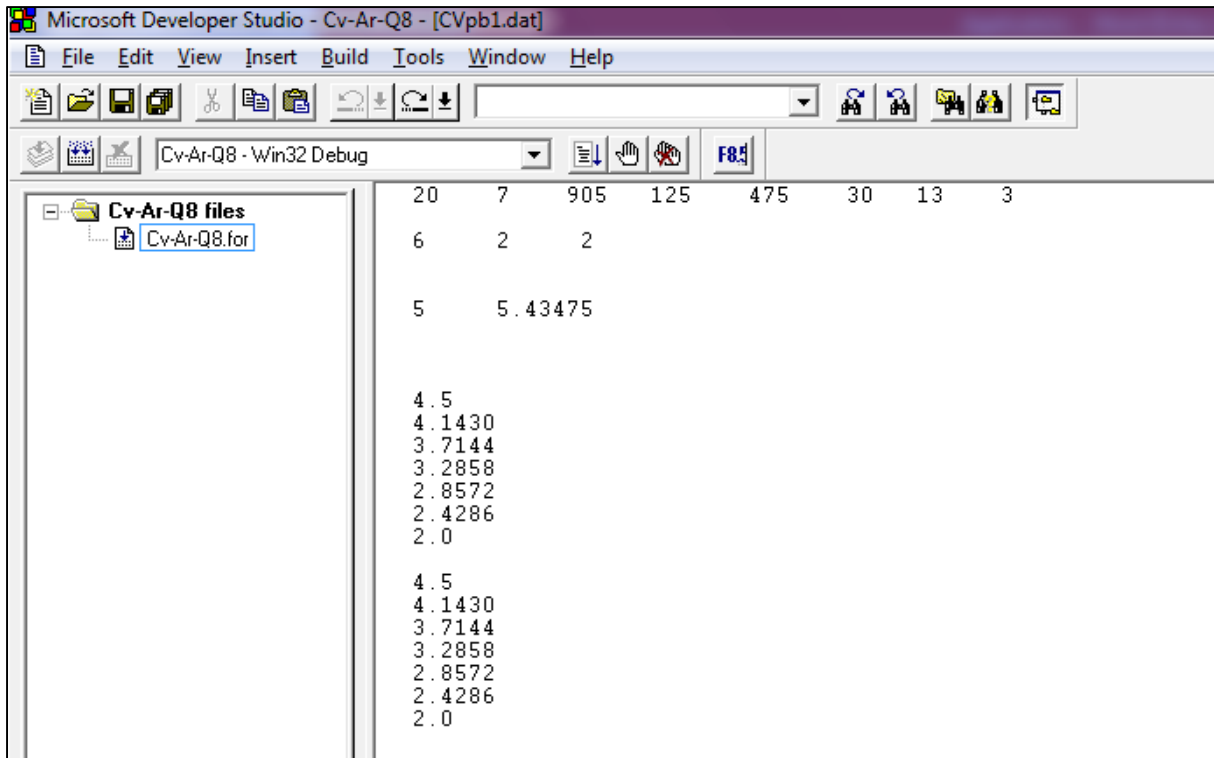 Microsoft Developer Studio - Cv-Ar-Q8 - [CVpb1.dat]
File Edit View Insert Build Tools Window Help
Cv-Ar-Q8 - Win32 Debug
Cv-Ar-Q8 files
Cv-Ar-Q8.for
20 7 905 125 475 30 13 3
6 2 2
5 5.43475
4.5
4.1430
3.7144
3.2858
2.8572
2.4286
2.0
4.5
4.1430
3.7144
3.2858
2.8572
2.4286
2.0